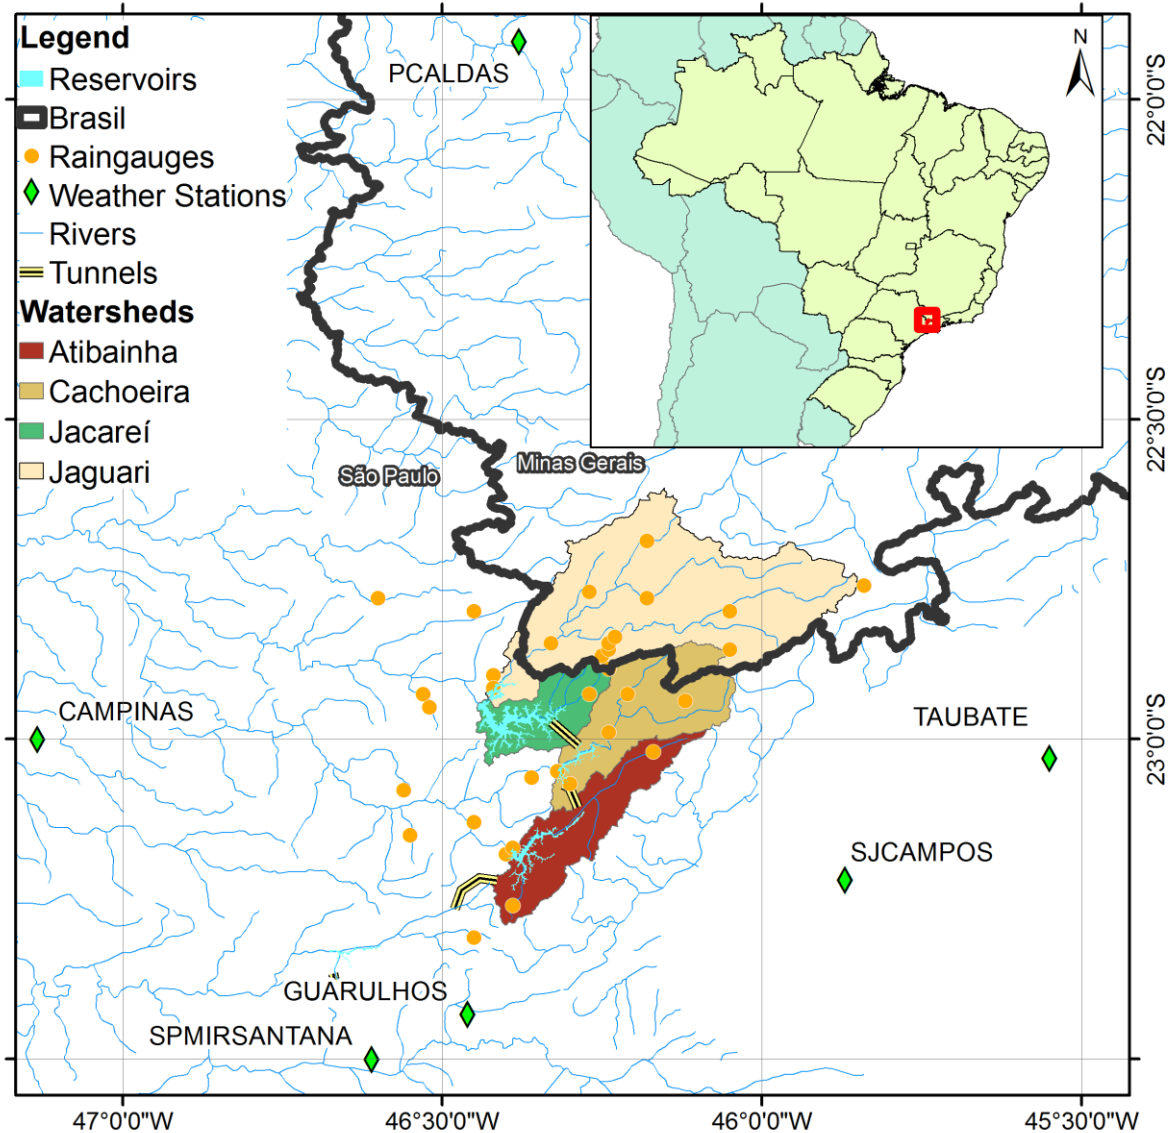 Legend
Reservoirs
Brasil
Raingauges
Weather Stations
Rivers
Tunnels
Watersheds
Atibainha
Cachoeira
Jacareí
Jaguari
PCALDAS
N
São Paulo
Minas Gerais
CAMPINAS
TAUBATE
SJCAMPOS
GUARULHOS
SPMIRSANTANA
22°0'0"S
22°30'0"S
23°0'0"S
47°0'0"W
46°30'0"W
46°0'0"W
45°30'0"W